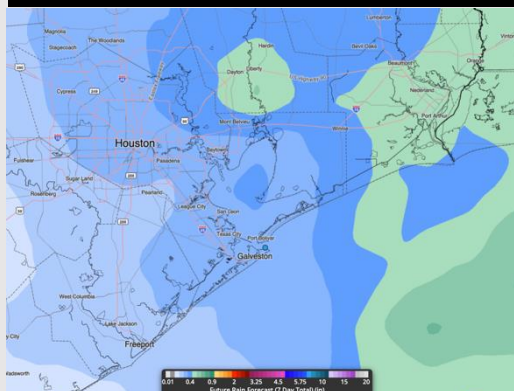 Lumberton
Magnolia
The Woodlands
Hardin
Bevil Oaks
Stagecoach
Vinton
Dayton
Liberty
Beaumont
Orange
Cypress
Nederland
Mont Belvieu
Port Arthur
Winnie
Houston
Baytown
Fulshear
Pasadena
Sugar Land
Rosenberg
Pearland
League City
San Leon
Texas City
Port Bolivar
Galveston
West Columbia
Lake Jackson
Freeport
Wadsworth
0.01 0.4 0.9 2 3.25 4.5 5.75 10 15 20
Future Rain Forecast (7 Day Total) (in)